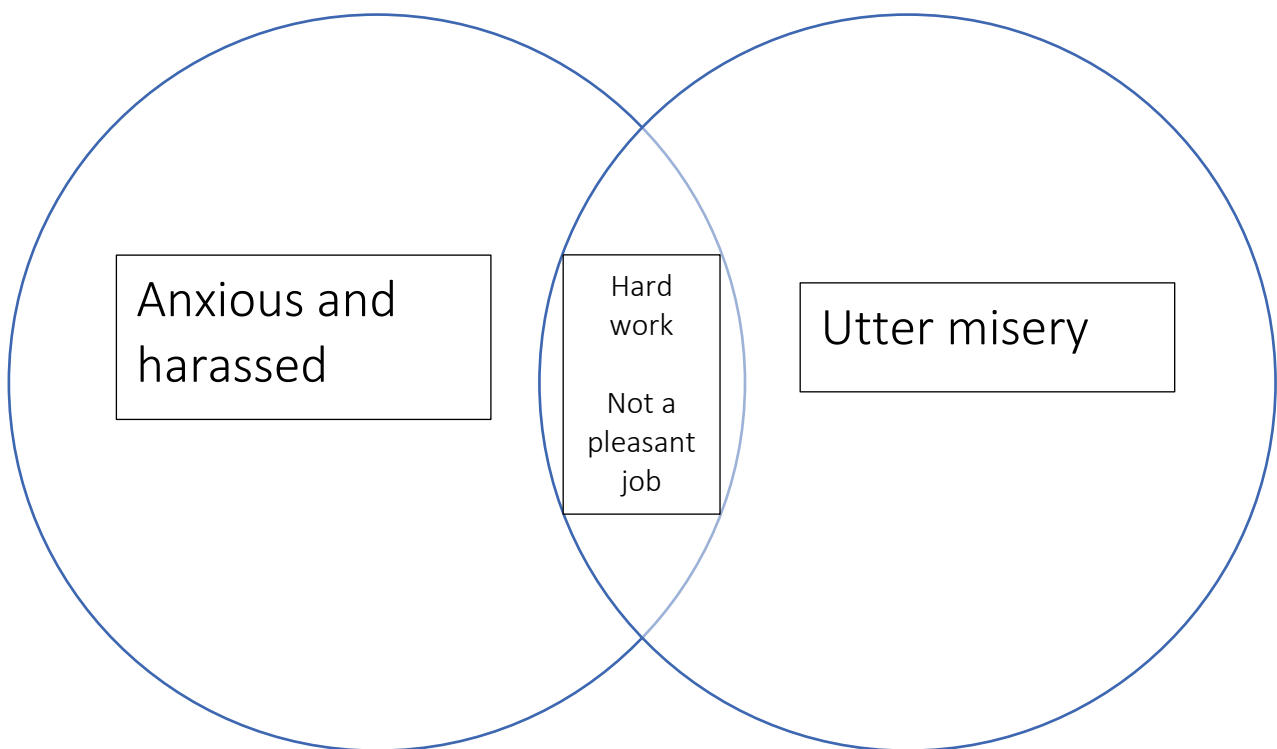 Anxious and
harassed
Hard
work
Not a
pleasant
job
Utter misery